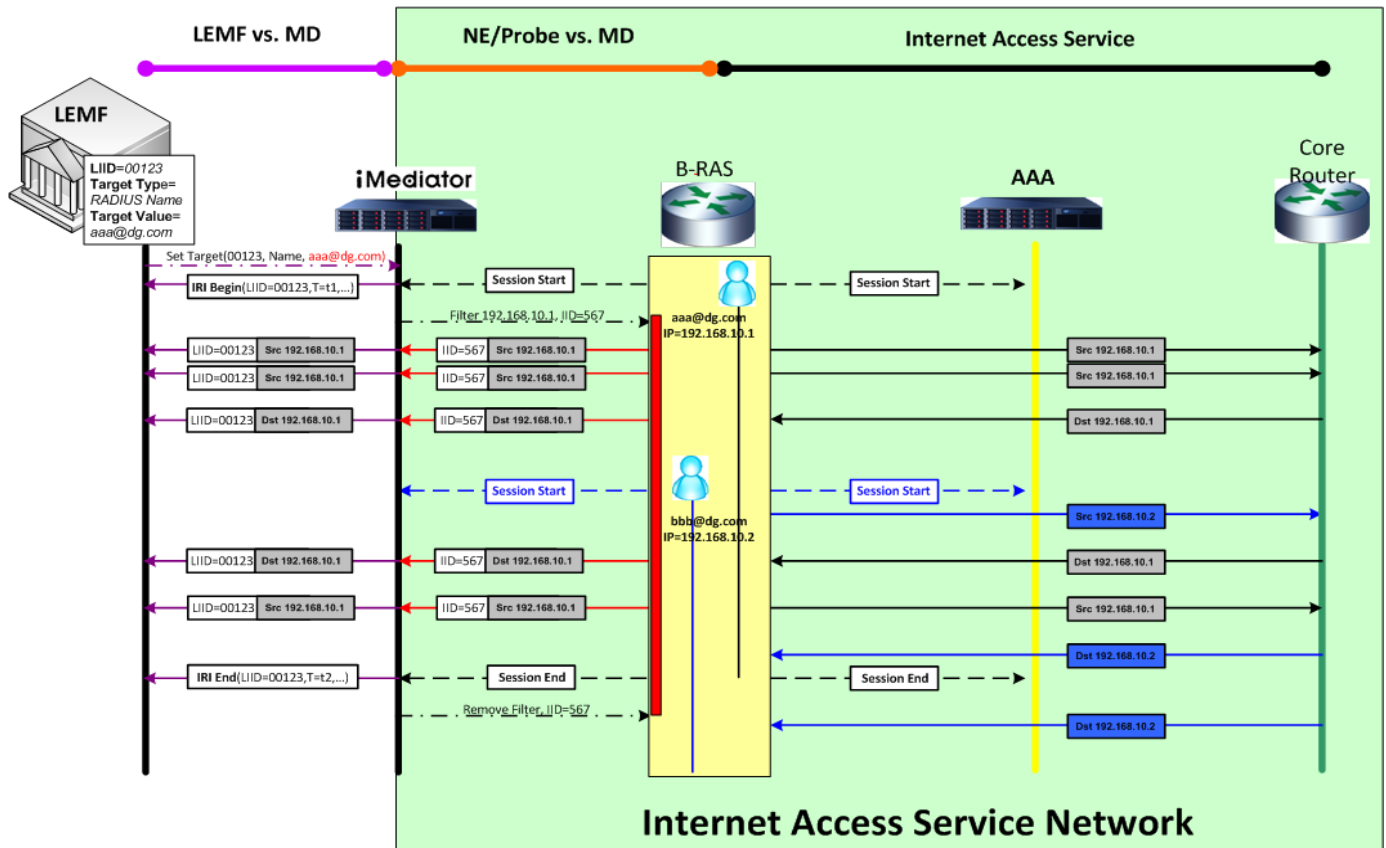 LEMF vs. MD
NE/Probe vs. MD
Internet Access Service
LEMF
LIID=00123
Target Type=
RADIUS Name
Target Value=
aaa@dg.com
iMediator
B-RAS
AAA
Core
Router
Set Target(00123, Name, aaa@dg.com)
IRI Begin(LIID=00123,T=t1,...)
Session Start
Session Start
Filter 192.168.10.1, IID=567
aaa@dg.com
IP=192.168.10.1
LIID=00123 Src 192.168.10.1
IID=567 Src 192.168.10.1
Src 192.168.10.1
LIID=00123 Src 192.168.10.1
IID=567 Src 192.168.10.1
Src 192.168.10.1
LIID=00123 Dst 192.168.10.1
IID=567 Dst 192.168.10.1
Dst 192.168.10.1
Session Start
Session Start
bbb@dg.com
IP=192.168.10.2
Src 192.168.10.2
LIID=00123 Dst 192.168.10.1
IID=567 Dst 192.168.10.1
Dst 192.168.10.1
LIID=00123 Src 192.168.10.1
IID=567 Src 192.168.10.1
Src 192.168.10.1
Dst 192.168.10.2
IRI End(LIID=00123,T=t2,...)
Session End
Session End
Remove Filter, IID=567
Dst 192.168.10.2
Internet Access Service Network